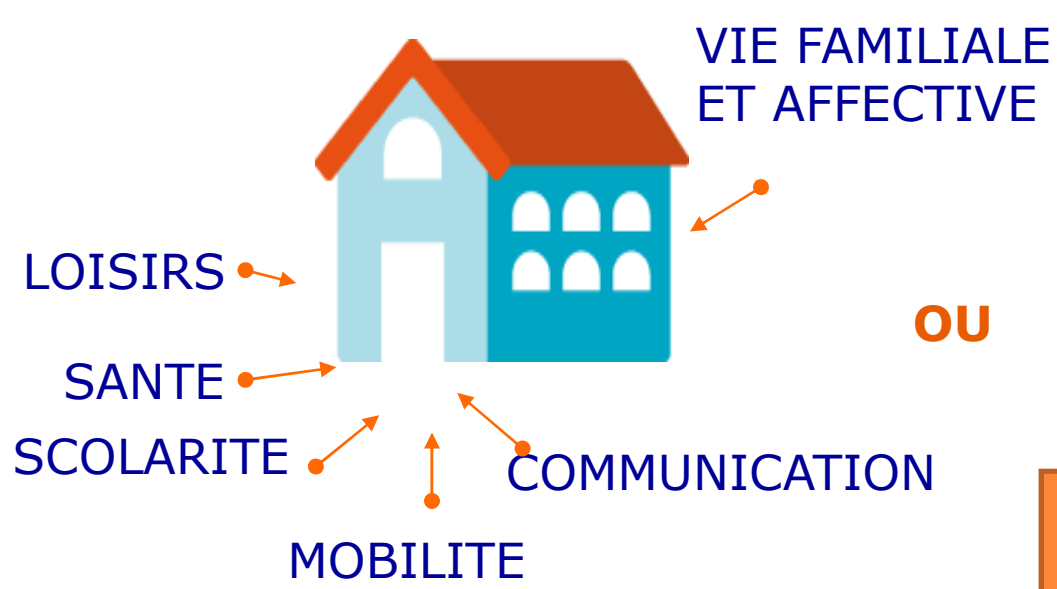 VIE FAMILIALE
ET AFFECTIVE
LOISIRS
OU
SANTE
SCOLARITE
COMMUNICATION
MOBILITE